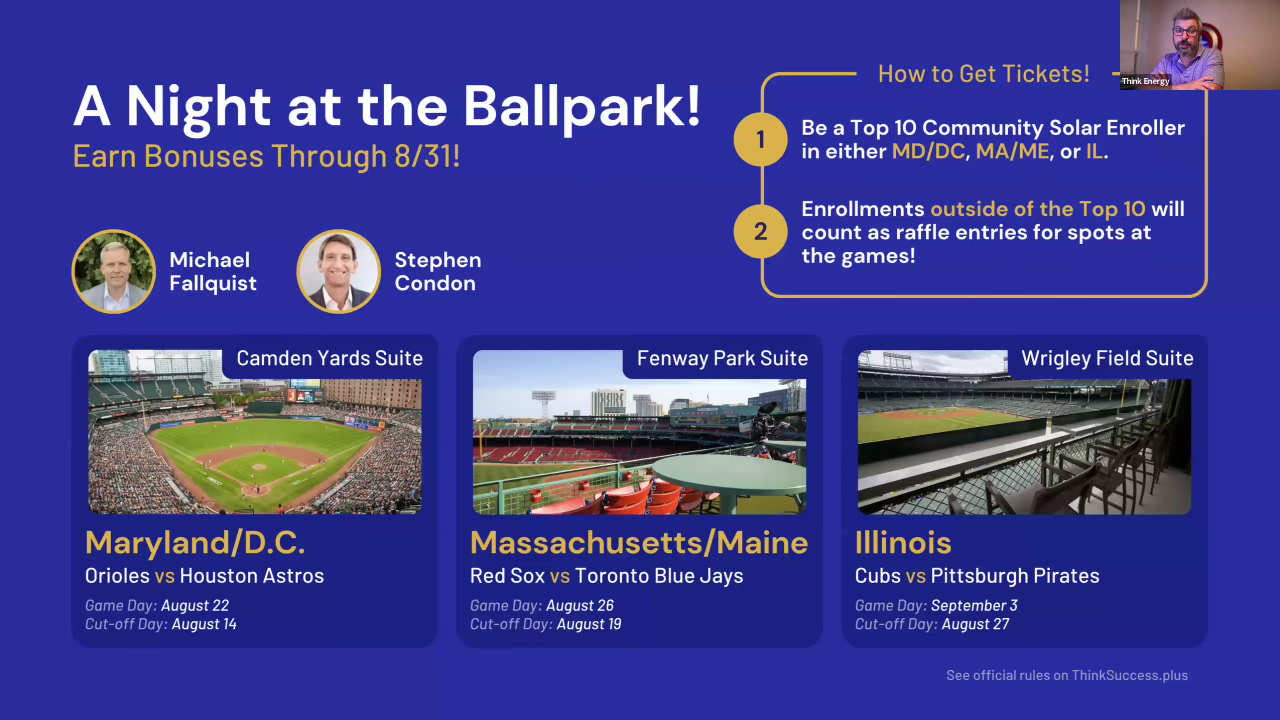 A Night at the Ballpark!
Earn Bonuses Through 8/31!
Michael
Fallquist
Stephen
Condon
How to Get Tickets!
Think Energy
1
Be a Top 10 Community Solar Enroller
in either MD/DC, MA/ME, or IL.
2
Enrollments outside of the Top 10 will
count as raffle entries for spots at
the games!
Camden Yards Suite
Maryland/D.C.
Orioles vs Houston Astros
Game Day: August 22
Cut-off Day: August 14
Fenway Park Suite
Massachusetts/Maine
Red Sox vs Toronto Blue Jays
Game Day: August 26
Cut-off Day: August 19
Wrigley Field Suite
Illinois
Cubs vs Pittsburgh Pirates
Game Day: September 3
Cut-off Day: August 27
See official rules on ThinkSuccess.plus